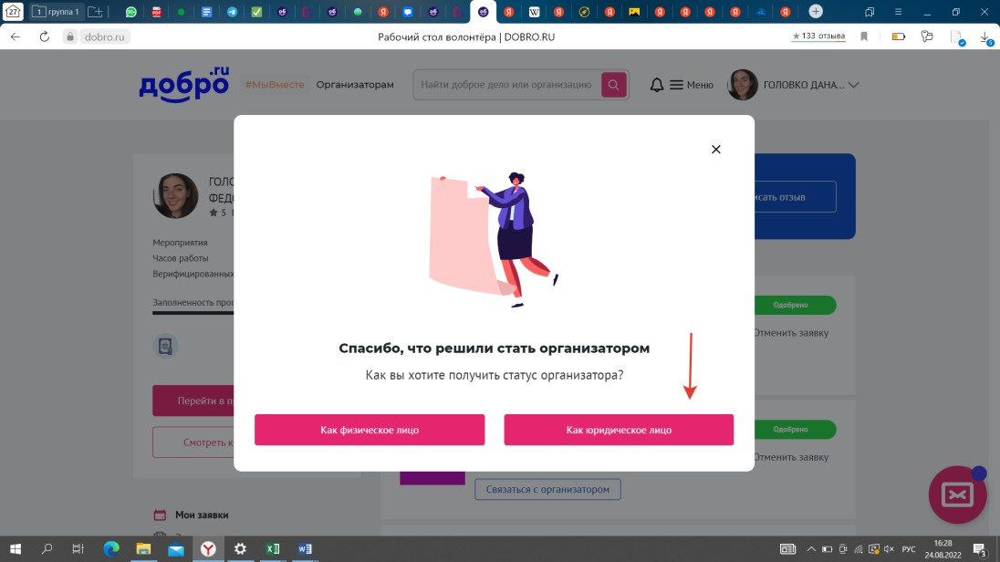 27
1 группа 1
dobro.ru
Рабочий стол волонтёра | DOBRO.RU
★ 133 отзыва
добро.ru
#МыВместе
Организаторам
Найти доброе дело или организацию
Меню
ГОЛОВКО ДАНА...
ГОЛО
ФЕДО
★ 5
исать отзыв
Мероприятия
Часов работы
Верифицированных
Заполненность про
Перейти в п
Смотреть к
Мои заявки
Спасибо, что решили стать организатором
Как вы хотите получить статус организатора?
Как физическое лицо
Как юридическое лицо
Одобрено
Отменить заявку
Одобрено
Отменить заявку
Связаться с организатором
РУС
16:28
24.08.2022
3